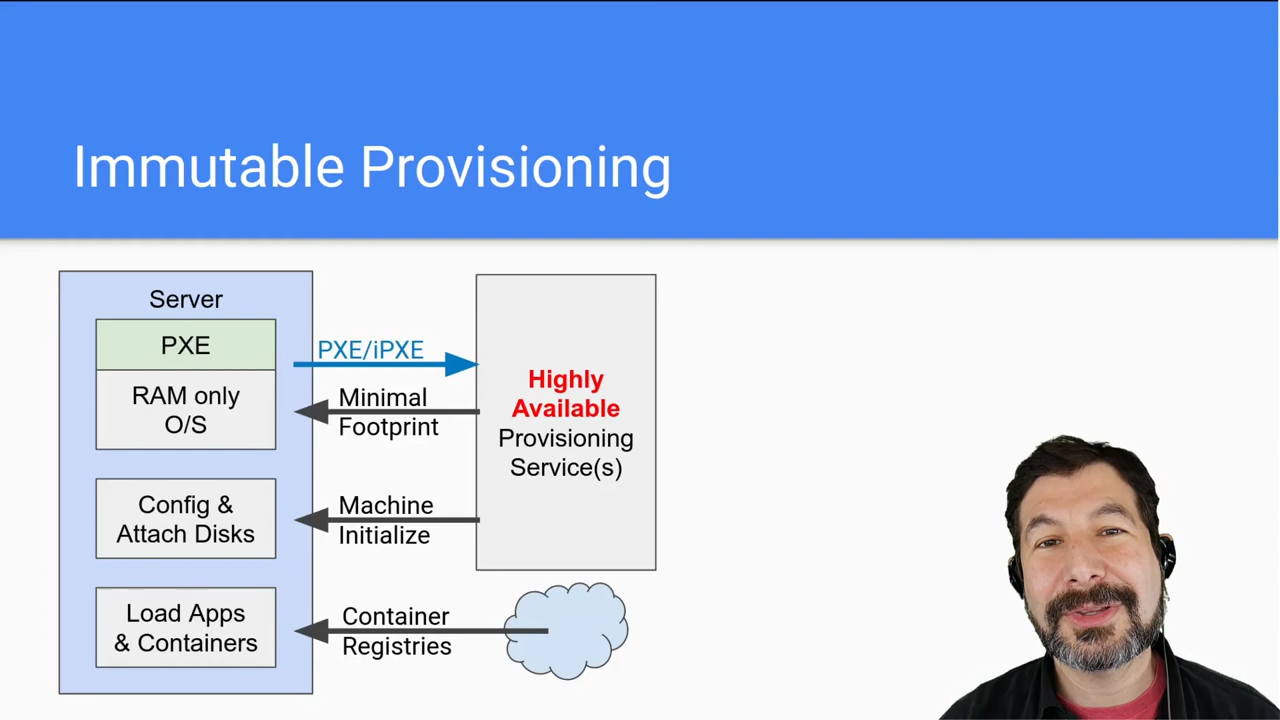 Immutable Provisioning
Server
PXE
RAM only
O/S
Config &
Attach Disks
Load Apps
& Containers
PXE/iPXE
Minimal
Footprint
Machine
Initialize
Container
Registries
Highly
Available
Provisioning
Service(s)